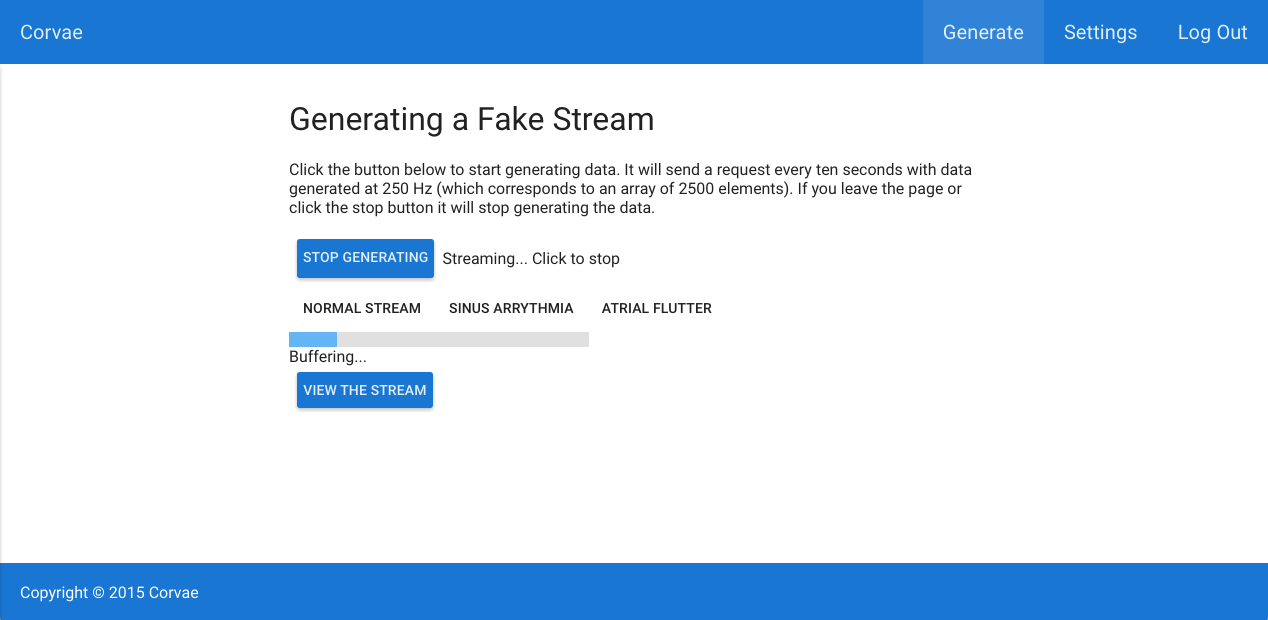 Corvae
Generate
Settings
Log Out
Generating a Fake Stream
Click the button below to start generating data. It will send a request every ten seconds with data
generated at 250 Hz (which corresponds to an array of 2500 elements). If you leave the page or
click the stop button it will stop generating the data.
STOP GENERATING
Streaming... Click to stop
NORMAL STREAM
SINUS ARRYTHMIA
ATRIAL FLUTTER
Buffering...
VIEW THE STREAM
Copyright © 2015 Corvae